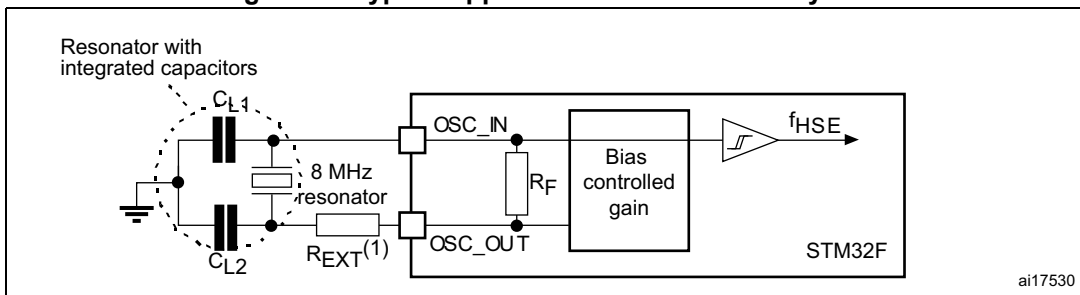 Resonator with
integrated capacitors
CL1
OSC_IN
fHSE
8 MHz
resonator
RF
Bias
controlled
gain
REXT(1)
OSC_OUT
STM32F
CL2
ai17530